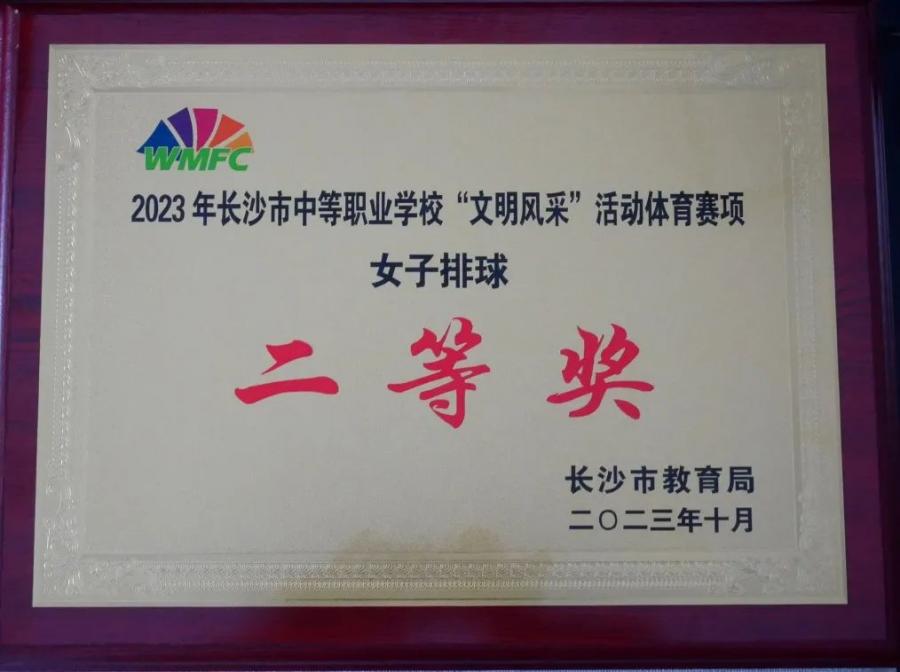 WMFC
2023年长沙市中等职业学校“文明风采”活动体育赛项
女子排球
二等奖
长沙市教育局
二〇二三年十月